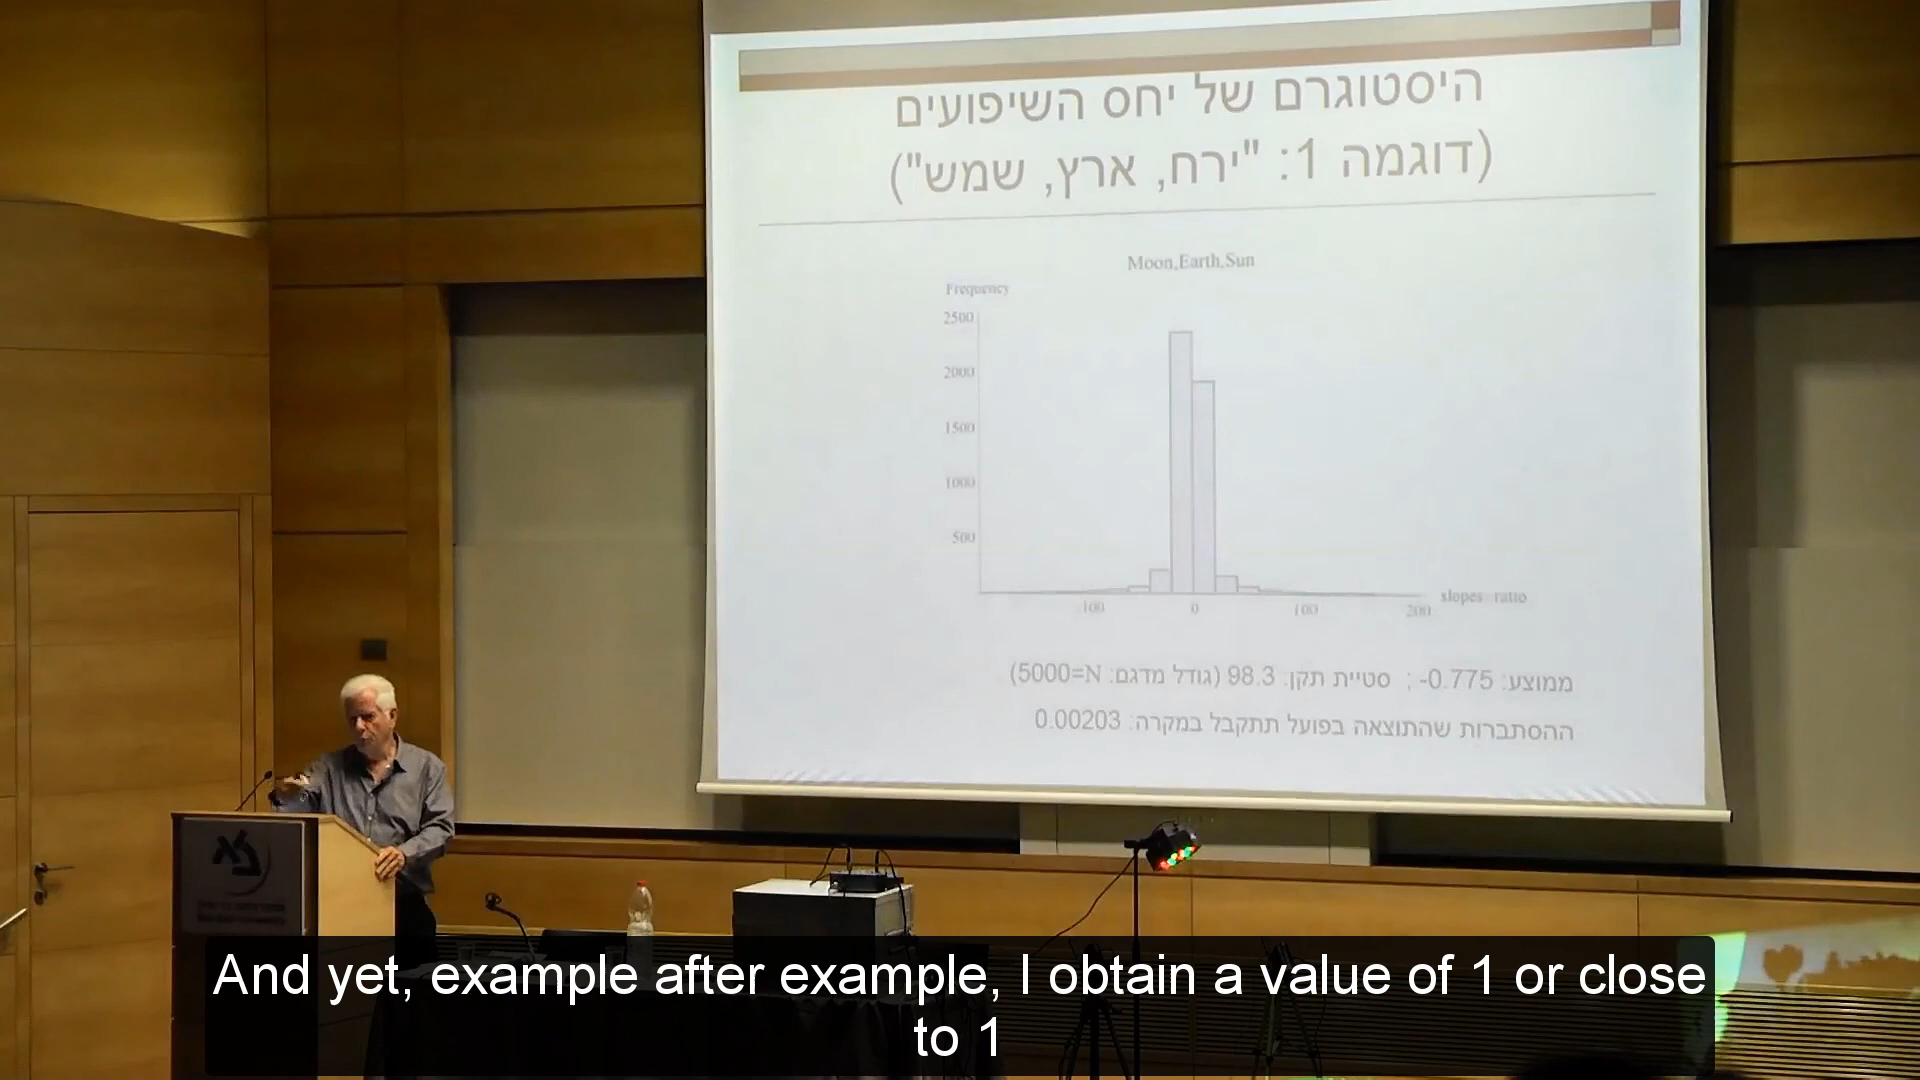 היסטוגרם של יחס השיפועים
(דוגמה 1: "ירח, ארץ, שמש")
Moon,Earth,Sun
Frequency
2500
2000
1500
1000
500
-100 0 100 200
slopes ratio
ממוצע: 0.775- ; סטיית תקן: 98.3 (גודל מדגם: N=5000)
ההסתברות שהתוצאה בפועל תתקבל במקרה: 0.00203
And yet, example after example, I obtain a value of 1 or close
to 1